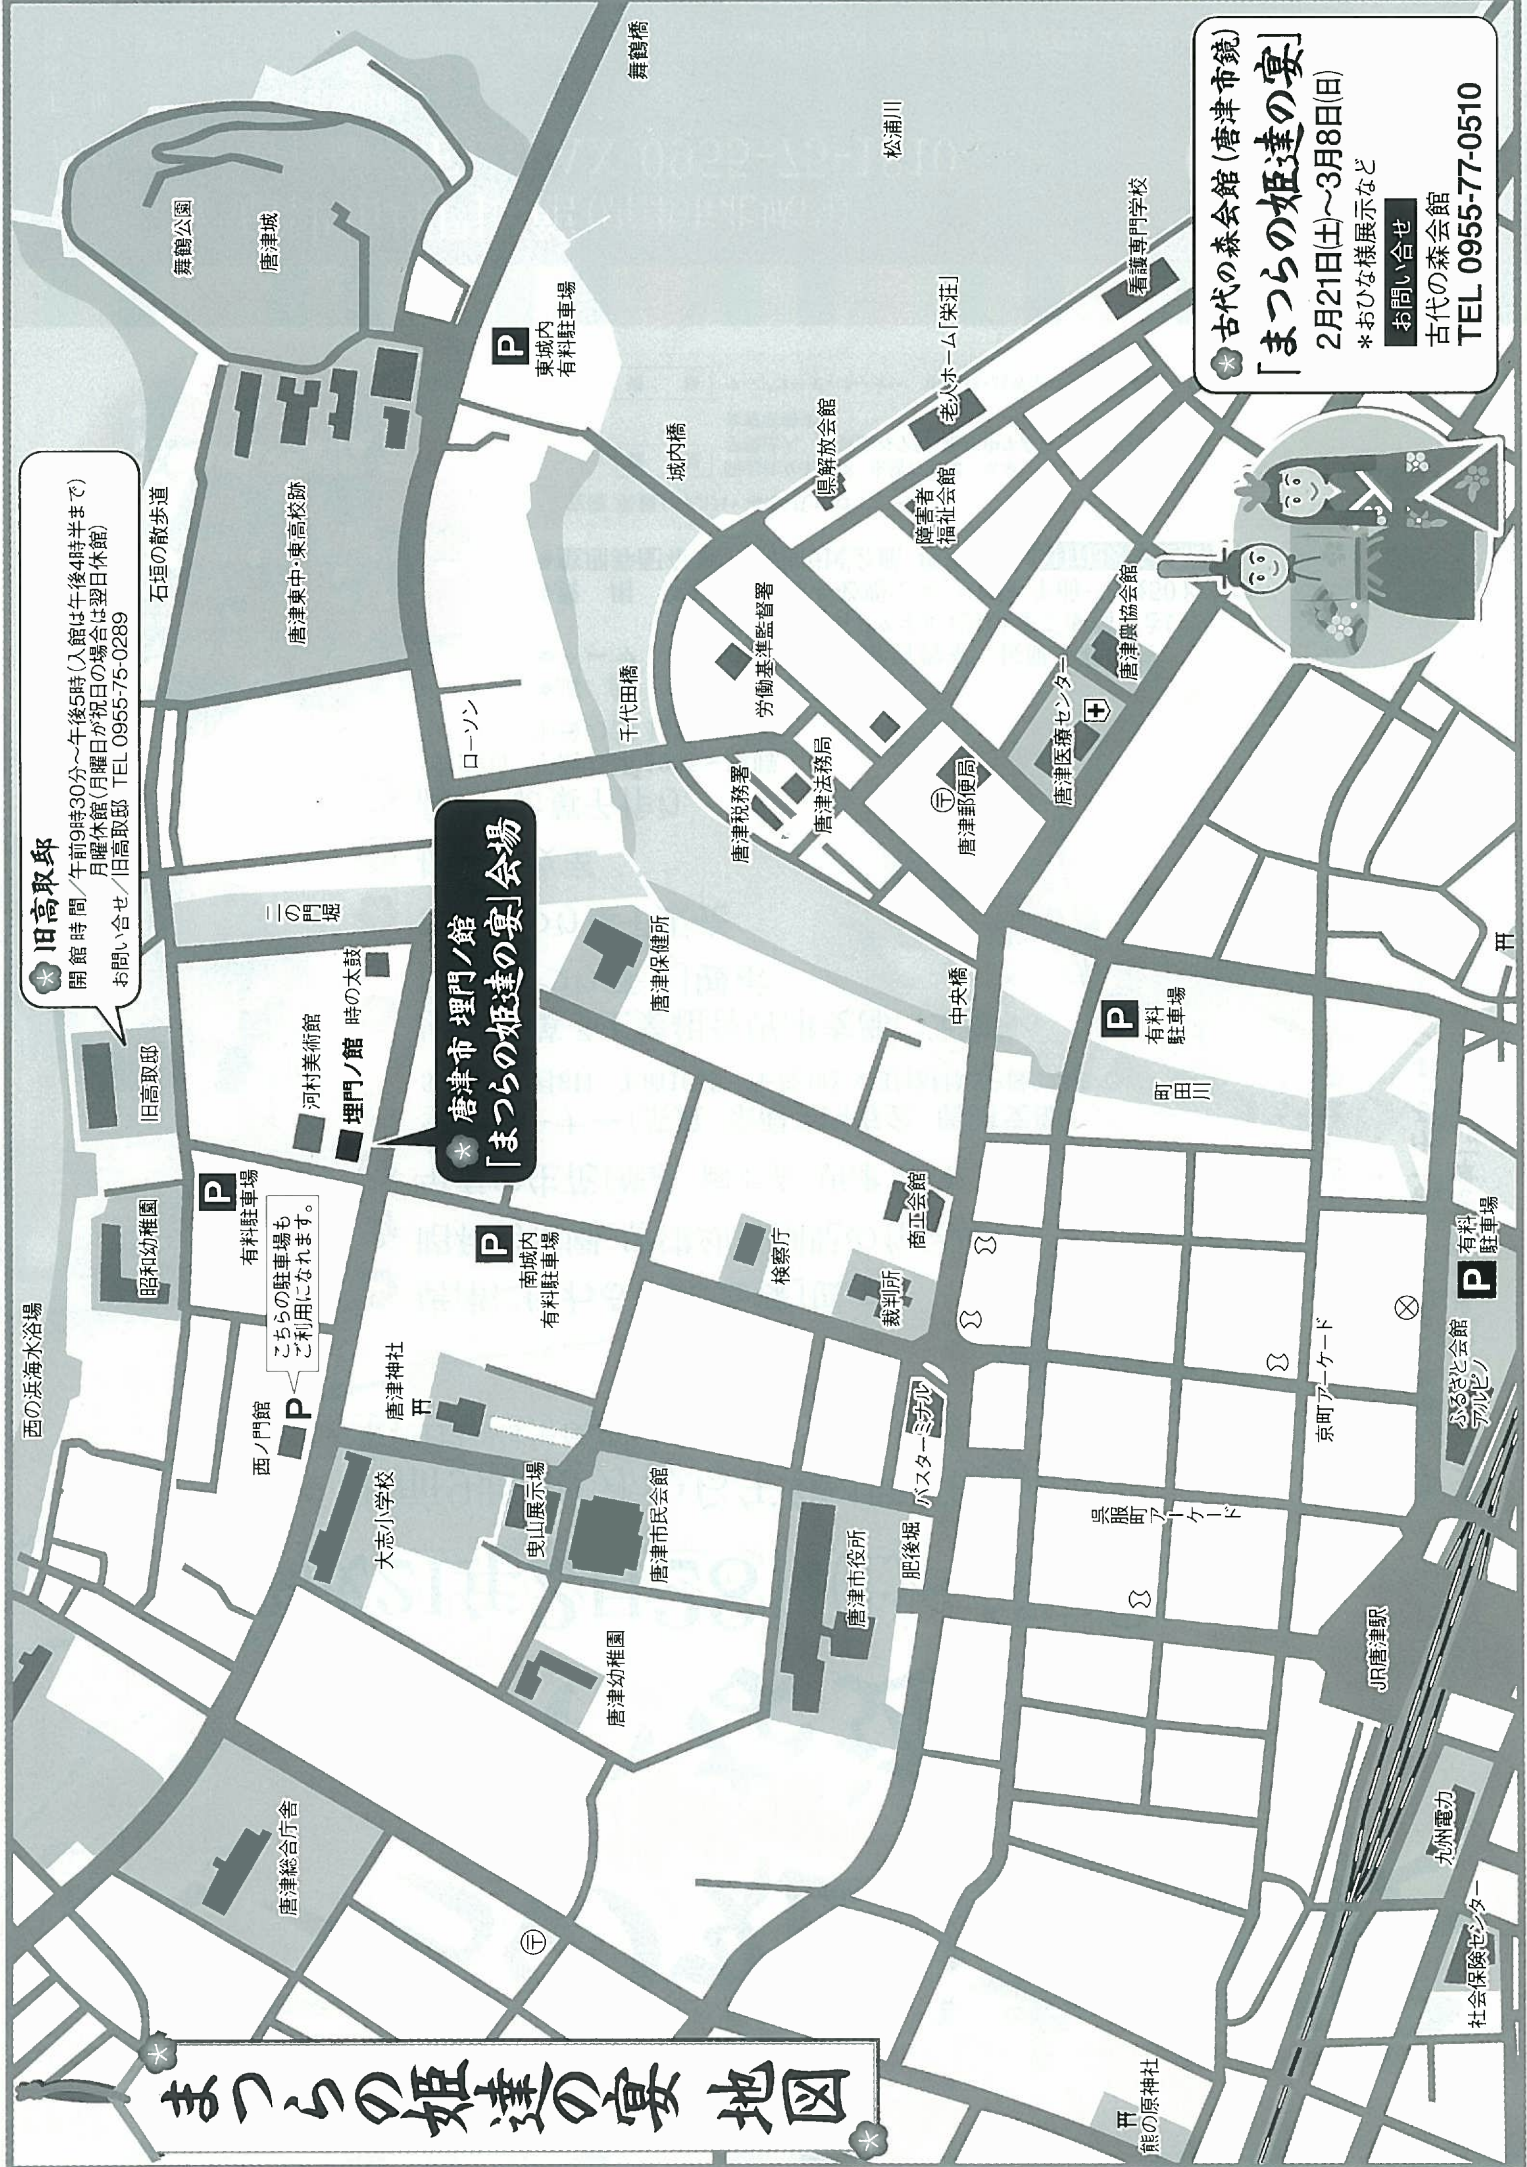 まつらの姫達の宴 地図
旧高取邸
開館時間／午前9時30分～午後5時（入館は午後4時半まで）
月曜休館（月曜日が祝日の場合は翌日休館）
お問い合せ／旧高取邸 TEL 0955-75-0289
古代の森会館（唐津市鏡）
「まつらの姫達の宴」
2月21日（土）～3月8日（日）
＊おひな様展示など
お問い合せ
古代の森会館
TEL 0955-77-0510
唐津市 埋門ノ館
「まつらの姫達の宴」会場
西の浜海水浴場
昭和幼稚園
旧高取邸
石垣の散歩道
舞鶴公園
唐津城
舞鶴橋
松浦川
P
有料駐車場
こちらの駐車場も
ご利用になれます。
西ノ門館
P
河村美術館
埋門ノ館
時の太鼓
二の門堀
唐津東中・東高校跡
P
東城内
有料駐車場
ローソン
城内橋
千代田橋
唐津神社
P
南城内
有料駐車場
唐津保健所
大志小学校
曳山展示場
唐津市民会館
唐津幼稚園
唐津総合庁舎
〒
唐津市役所
肥後堀
バスターミナル
検察庁
裁判所
商工会館
中央橋
唐津税務署
唐津法務局
労働基準監督署
〒
唐津郵便局
唐津医療センター
唐津農協会館
県解放会館
障害者
福祉会館
老人ホーム「栄荘」
看護専門学校
P
有料
駐車場
町田川
呉服町アーケード
京町アーケード
P
有料
駐車場
ふるさと会館
アルピノ
JR唐津駅
九州電力
社会保険センター
熊の原神社